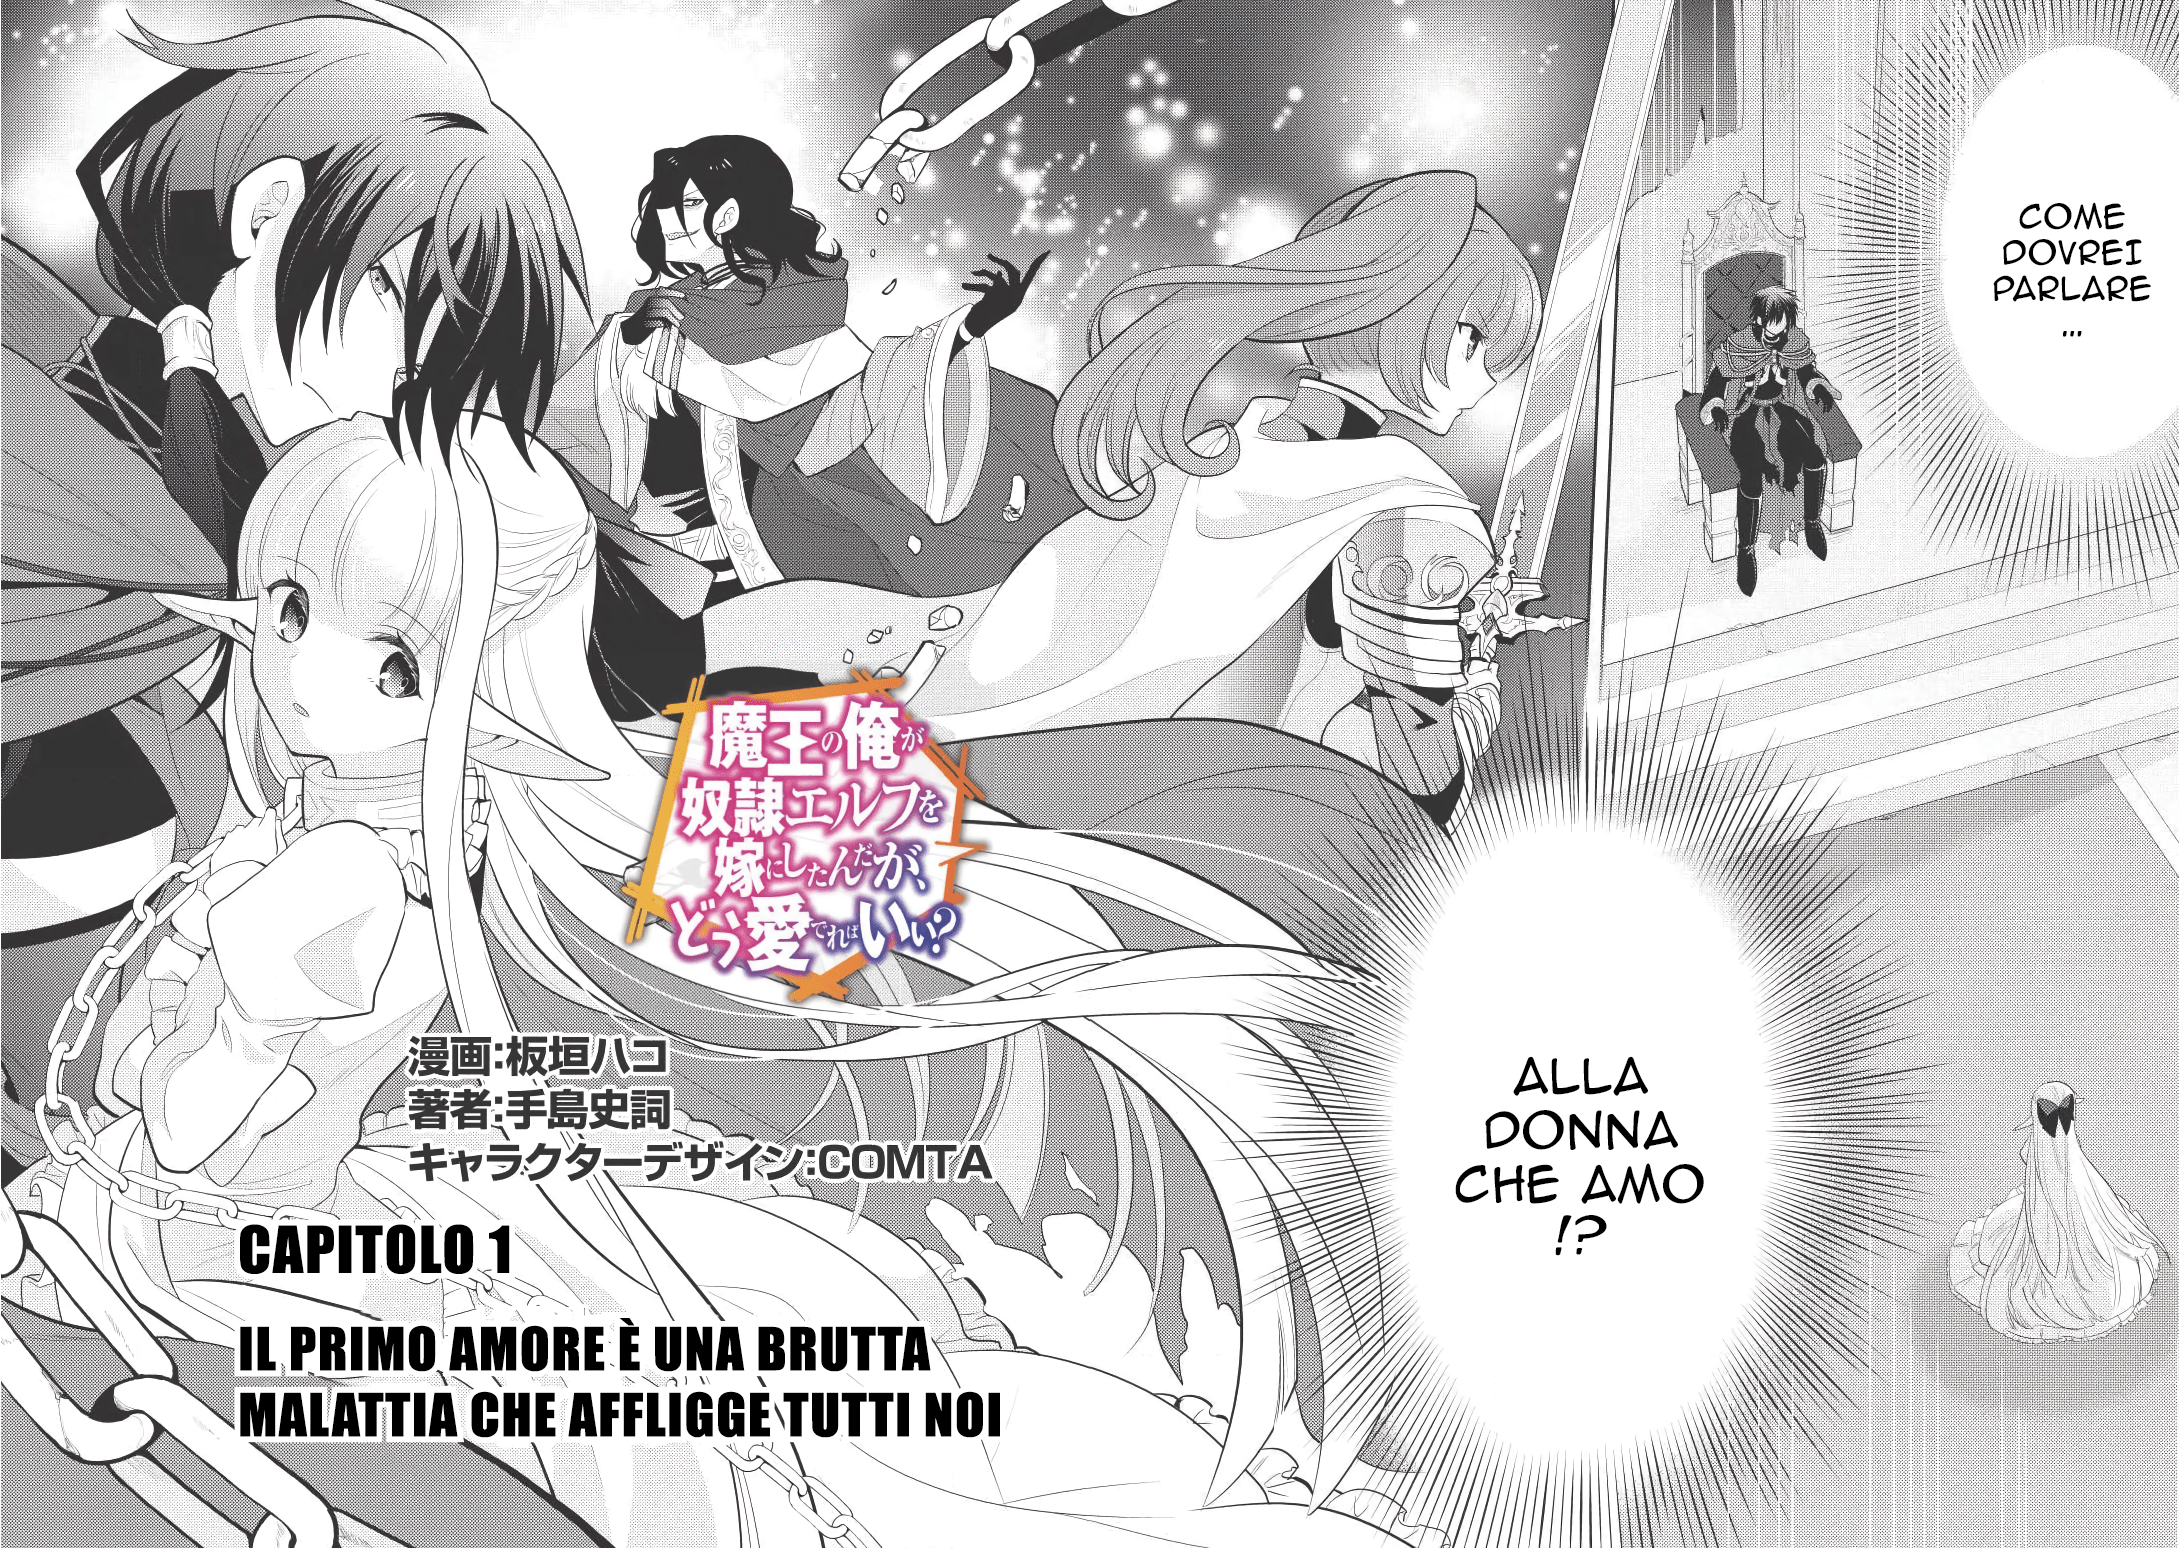 COME
DOVREI
PARLARE
...
ALLA
DONNA
CHE AMO
!?
魔王の俺が
奴隷エルフを
嫁にしたんだが、
どう愛でればいい?
漫画:板垣ハコ
著者:手島史詞
キャラクターデザイン:COMTA
CAPITOLO 1
IL PRIMO AMORE È UNA BRUTTA
MALATTIA CHE AFFLIGGE TUTTI NOI